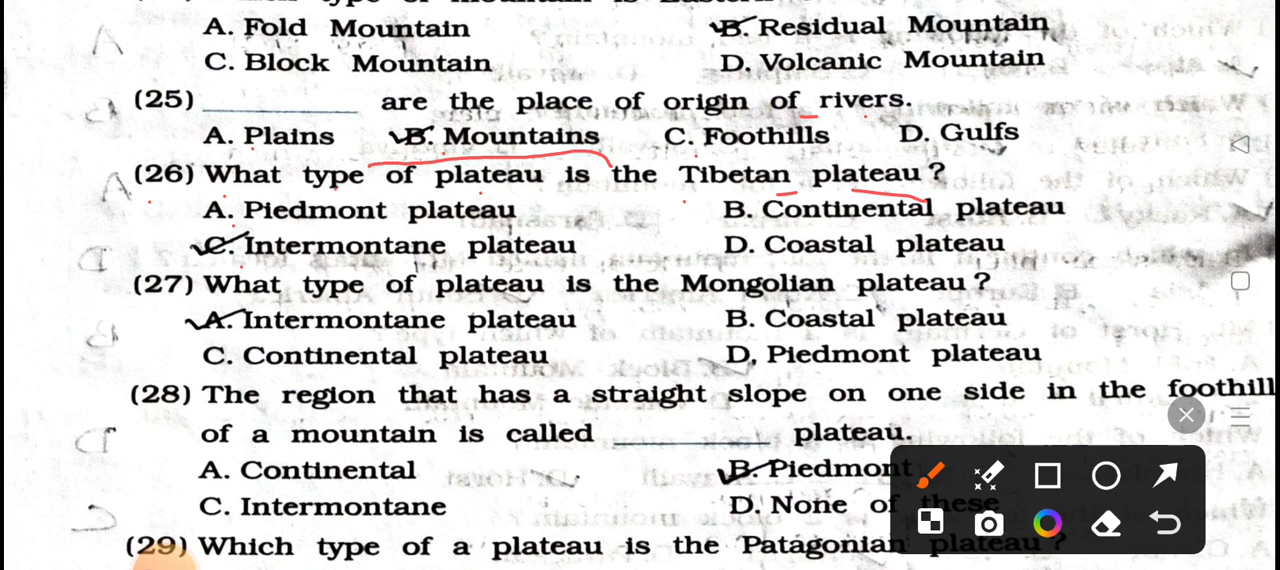 A. Fold Mountain B. Residual Mountain
C. Block Mountain D. Volcanic Mountain
(25) ________ are the place of origin of rivers.
A. Plains B. Mountains C. Foothills D. Gulfs
(26) What type of plateau is the Tibetan plateau ?
A. Piedmont plateau B. Continental plateau
C. Intermontane plateau D. Coastal plateau
(27) What type of plateau is the Mongolian plateau ?
A. Intermontane plateau B. Coastal plateau
C. Continental plateau D, Piedmont plateau
(28) The region that has a straight slope on one side in the foothill
of a mountain is called ________ plateau.
A. Continental B. Piedmont
C. Intermontane D. None of these
(29) Which type of a plateau is the Patagonian plateau ?